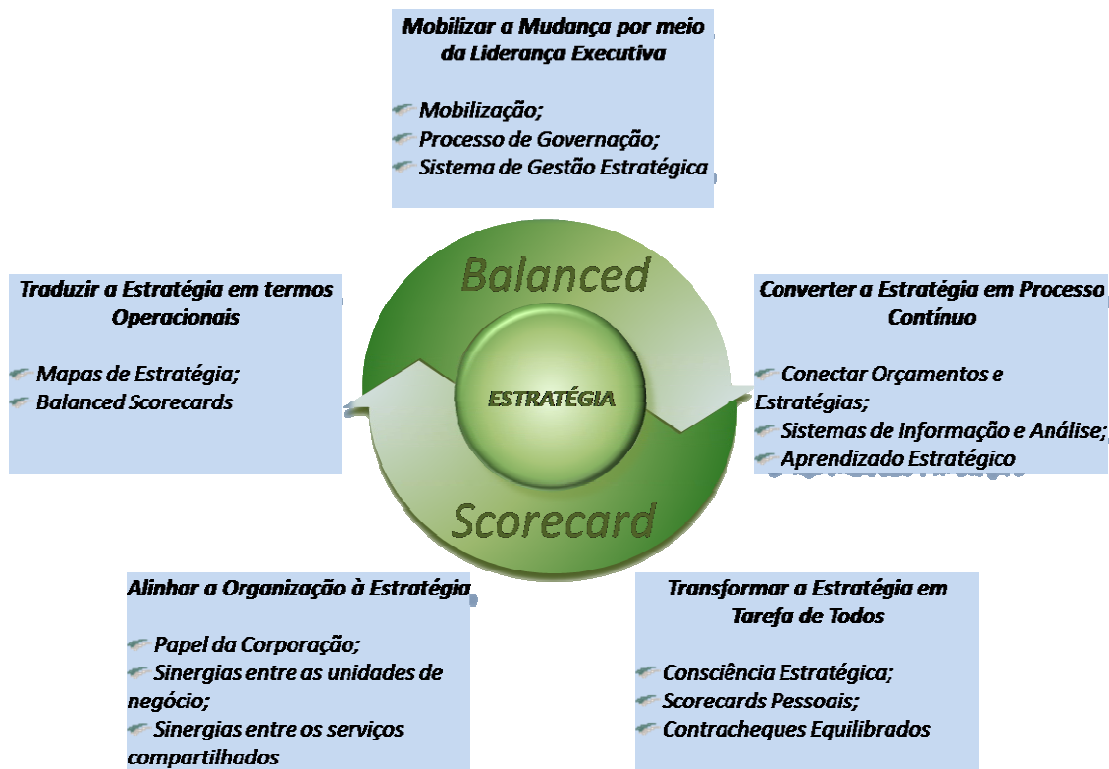 Mobilizar a Mudança por meio
da Liderança Executiva
Mobilização;
Processo de Governação;
Sistema de Gestão Estratégica
Traduzir a Estratégia em termos
Operacionais
Mapas de Estratégia;
Balanced Scorecards
Balanced
ESTRATÉGIA
Scorecard
Converter a Estratégia em Processo
Contínuo
Conectar Orçamentos e
Estratégias;
Sistemas de Informação e Análise;
Aprendizado Estratégico
Alinhar a Organização à Estratégia
Papel da Corporação;
Sinergias entre as unidades de
negócio;
Sinergias entre os serviços
compartilhados
Transformar a Estratégia em
Tarefa de Todos
Consciência Estratégica;
Scorecards Pessoais;
Contracheques Equilibrados